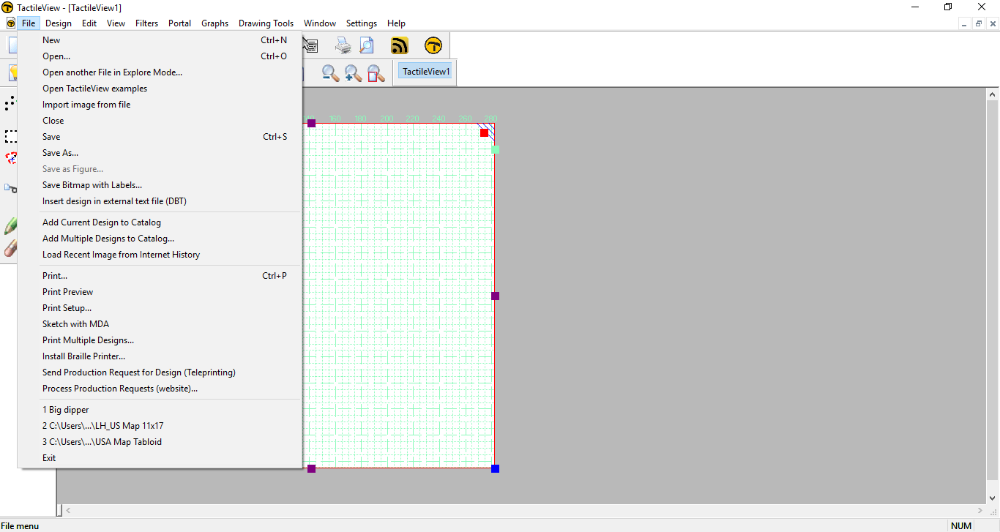 TactileView - [TactileView1]
File Design Edit View Filters Portal Graphs Drawing Tools Window Settings Help
New Ctrl+N
Open... Ctrl+O
Open another File in Explore Mode...
Open TactileView examples
Import image from file
Close
Save Ctrl+S
Save As...
Save as Figure...
Save Bitmap with Labels...
Insert design in external text file (DBT)
Add Current Design to Catalog
Add Multiple Designs to Catalog...
Load Recent Image from Internet History
Print... Ctrl+P
Print Preview
Print Setup...
Sketch with MDA
Print Multiple Designs...
Install Braille Printer...
Send Production Request for Design (Teleprinting)
Process Production Requests (website)...
1 Big dipper
2 C:\Users\...\LH_US Map 11x17
3 C:\Users\...\USA Map Tabloid
Exit
TactileView1
160 180 200 220 240 260 280
File menu
NUM